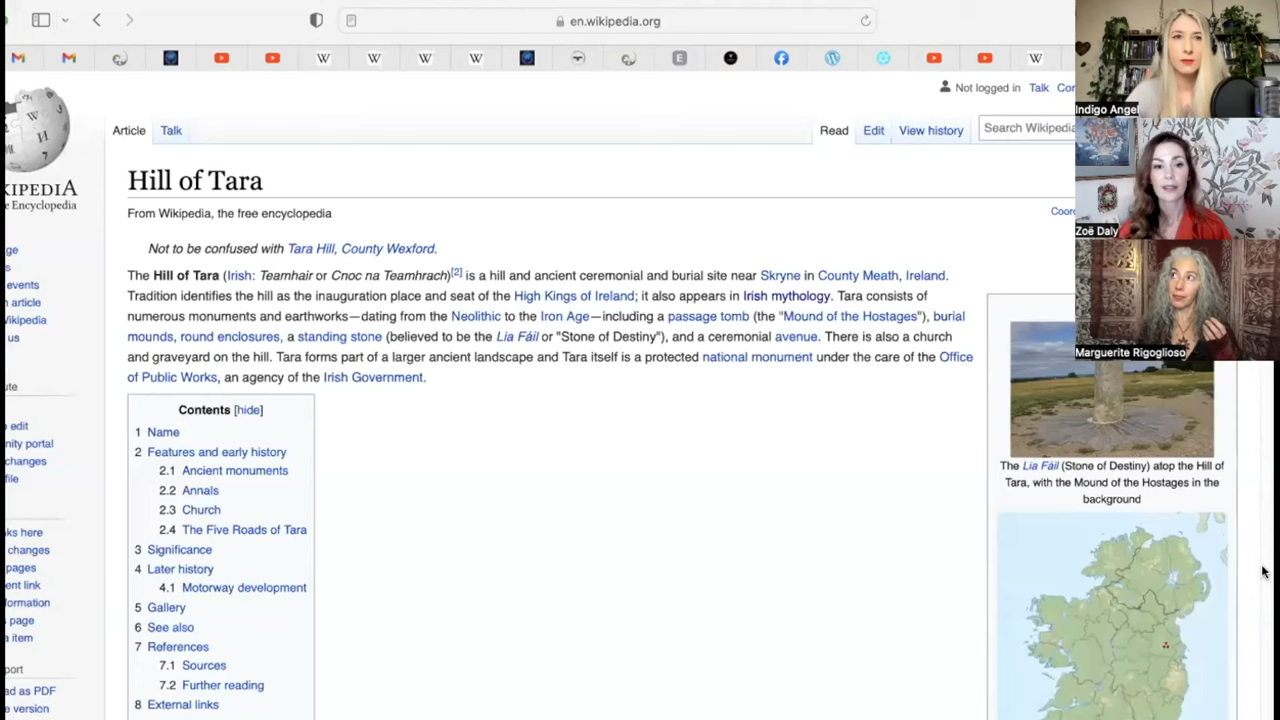 en.wikipedia.org
Not logged in Talk
Indigo Angel
Article Talk Read Edit View history Search Wikipedia
KIPEDIA
e Encyclopedia
Hill of Tara
From Wikipedia, the free encyclopedia
Zoë Daly
Not to be confused with Tara Hill, County Wexford.
The Hill of Tara (Irish: Teamhair or Cnoc na Teamhrach)[2] is a hill and ancient ceremonial and burial site near Skryne in County Meath, Ireland.
Tradition identifies the hill as the inauguration place and seat of the High Kings of Ireland; it also appears in Irish mythology. Tara consists of
numerous monuments and earthworks—dating from the Neolithic to the Iron Age—including a passage tomb (the "Mound of the Hostages"), burial
mounds, round enclosures, a standing stone (believed to be the Lia Fáil or "Stone of Destiny"), and a ceremonial avenue. There is also a church
and graveyard on the hill. Tara forms part of a larger ancient landscape and Tara itself is a protected national monument under the care of the Office
of Public Works, an agency of the Irish Government.
Marguerite Rigoglioso
events
article
Wikipedia
us
edit
changes
file
ks here
changes
pages
ent link
formation
page
item
port
ad as PDF
e version
Contents [hide]
1 Name
2 Features and early history
2.1 Ancient monuments
2.2 Annals
2.3 Church
2.4 The Five Roads of Tara
3 Significance
4 Later history
4.1 Motorway development
5 Gallery
6 See also
7 References
7.1 Sources
7.2 Further reading
8 External links
The Lia Fáil (Stone of Destiny) atop the Hill of
Tara, with the Mound of the Hostages in the
background